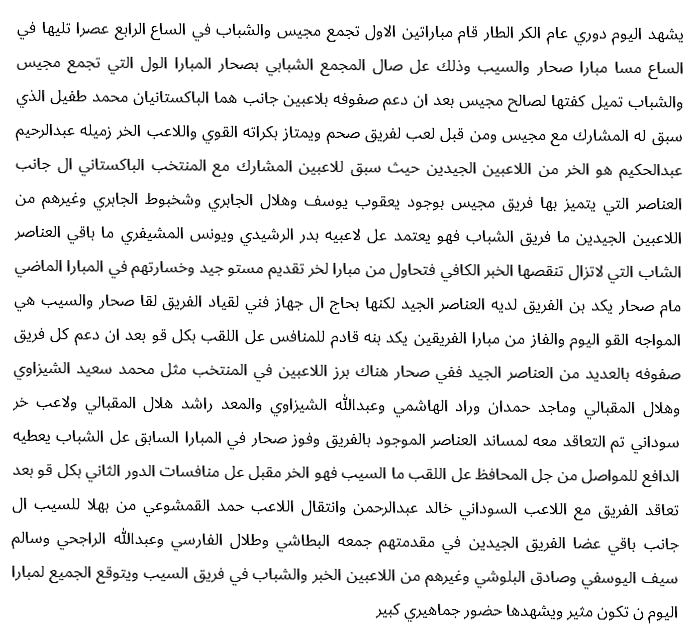 يشهد اليوم دوري عام الكر الطار قام مباراتين الاول تجمع مجيس والشباب في الساع الرابع عصرا تليها في
الساع مسا مبارا صحار والسيب وذلك عل صال المجمع الشبابي بصحار المبارا الول التي تجمع مجيس
والشباب تميل كفتها لصالح مجيس بعد ان دعم صفوفه بلاعبين جانب هما الباكستانيان محمد طفيل الذي
سبق له المشارك مع مجيس ومن قبل لعب لفريق صحم ويمتاز بكراته القوي واللاعب الخر زميله عبدالرحيم
عبدالحكيم هو الخر من اللاعبين الجيدين حيث سبق للاعبين المشارك مع المنتخب الباكستاني ال جانب
العناصر التي يتميز بها فريق مجيس بوجود يعقوب يوسف وهلال الجابري وشخبوط الجابري وغيرهم من
اللاعبين الجيدين ما فريق الشباب فهو يعتمد عل لاعبيه بدر الرشيدي ويونس المشيفري ما باقي العناصر
الشاب التي لاتزال تنقصها الخبر الكافي فتحاول من مبارا لخر تقديم مستو جيد وخسارتهم في المبارا الماضي
مام صحار يكد بن الفريق لديه العناصر الجيد لكنها بحاج ال جهاز فني لقياد الفريق لقا صحار والسيب هي
المواجه القو اليوم والفاز من مبارا الفريقين يكد بنه قادم للمنافس عل اللقب بكل قو بعد ان دعم كل فريق
صفوفه بالعديد من العناصر الجيد ففي صحار هناك برز اللاعبين في المنتخب مثل محمد سعيد الشيزاوي
وهلال المقبالي وماجد حمدان وراد الهاشمي وعبدالله الشيزاوي والمعد راشد هلال المقبالي ولاعب خر
سوداني تم التعاقد معه لمساند العناصر الموجود بالفريق وفوز صحار في المبارا السابق عل الشباب يعطيه
الدافع للمواصل من جل المحافظ عل اللقب ما السيب فهو الخر مقبل عل منافسات الدور الثاني بكل قو بعد
تعاقد الفريق مع اللاعب السوداني خالد عبدالرحمن وانتقال اللاعب حمد القمشوعي من بهلا للسيب ال
جانب باقي عضا الفريق الجيدين في مقدمتهم جمعه البطاشي وطلال الفارسي وعبدالله الراجحي وسالم
سيف اليوسفي وصادق البلوشي وغيرهم من اللاعبين الخبر والشباب في فريق السيب ويتوقع الجميع لمبارا
اليوم ن تكون مثير ويشهدها حضور جماهيري كبير